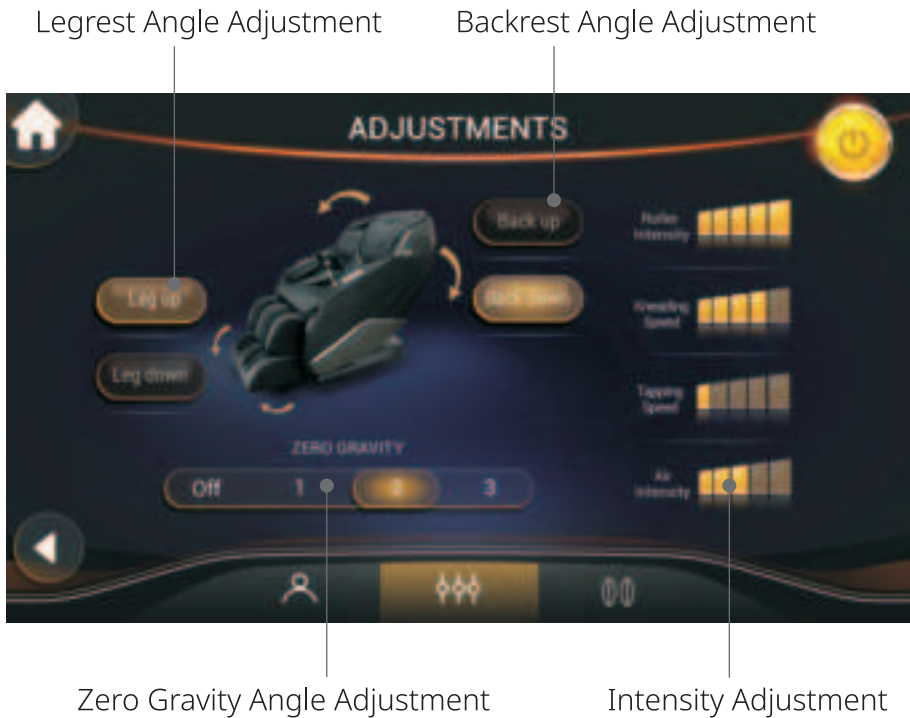 Legrest Angle Adjustment
Backrest Angle Adjustment
ADJUSTMENTS
Back up
Roller
Intensity
Leg up
Back down
Kneading
Speed
Leg down
Tapping
Speed
ZERO GRAVITY
Off 1 2 3
Air
Intensity
Zero Gravity Angle Adjustment
Intensity Adjustment